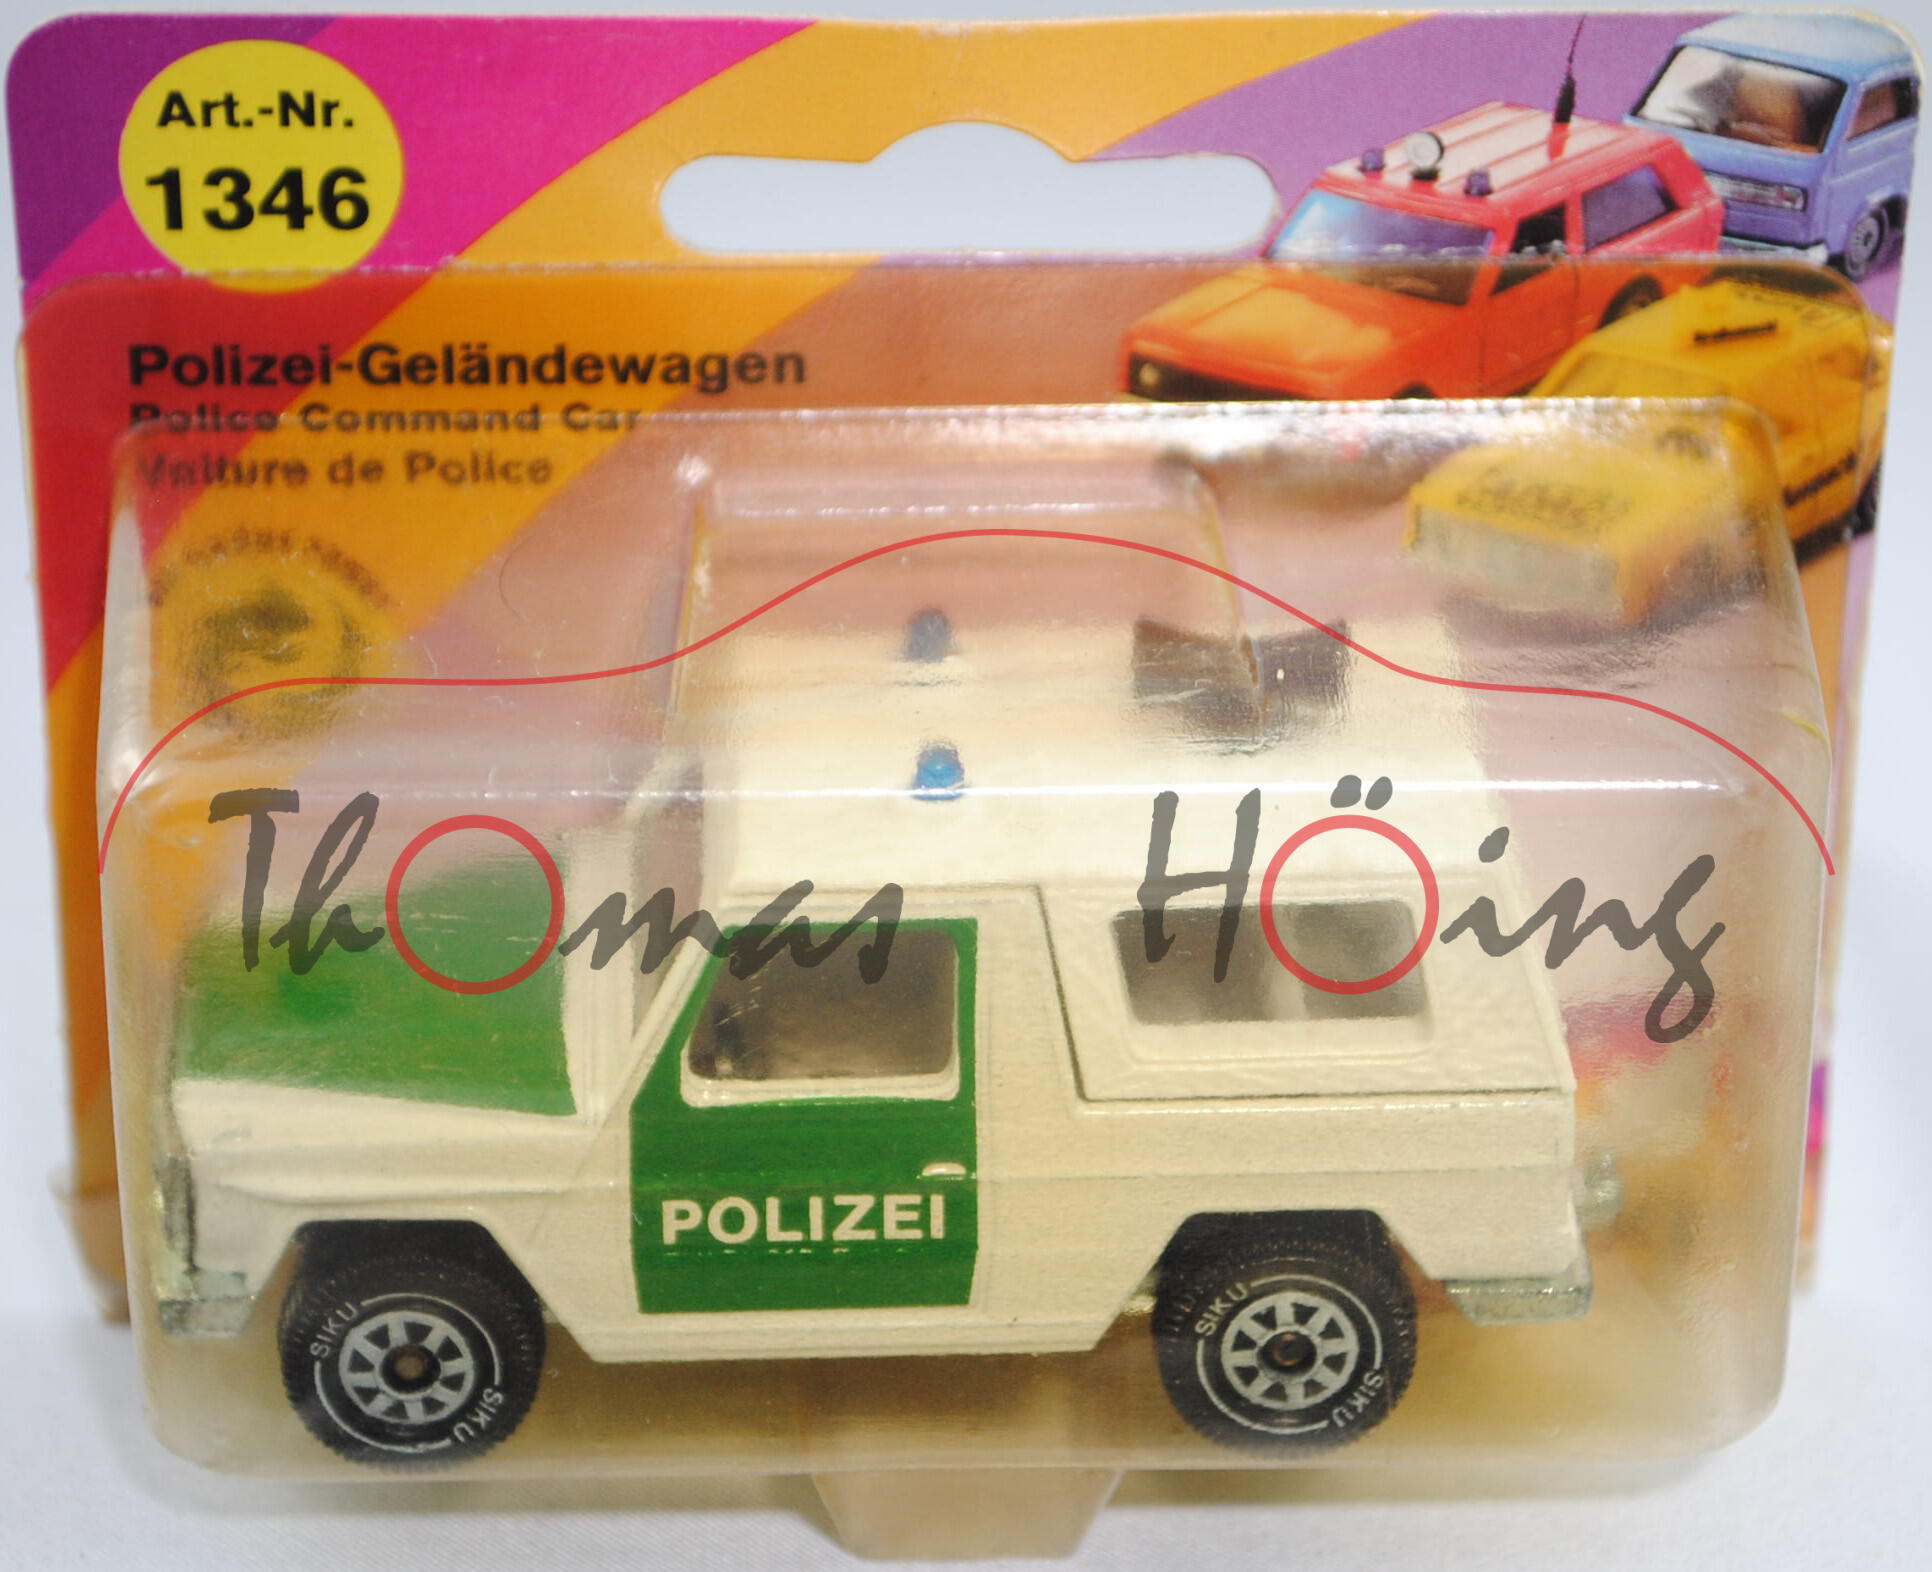 Art.-Nr.
1346
Polizei-Geländewagen
Police Command Car
Voiture de Police
Thomas Höing
POLIZEI
SIKU
SIKU
SIKU
SIKU